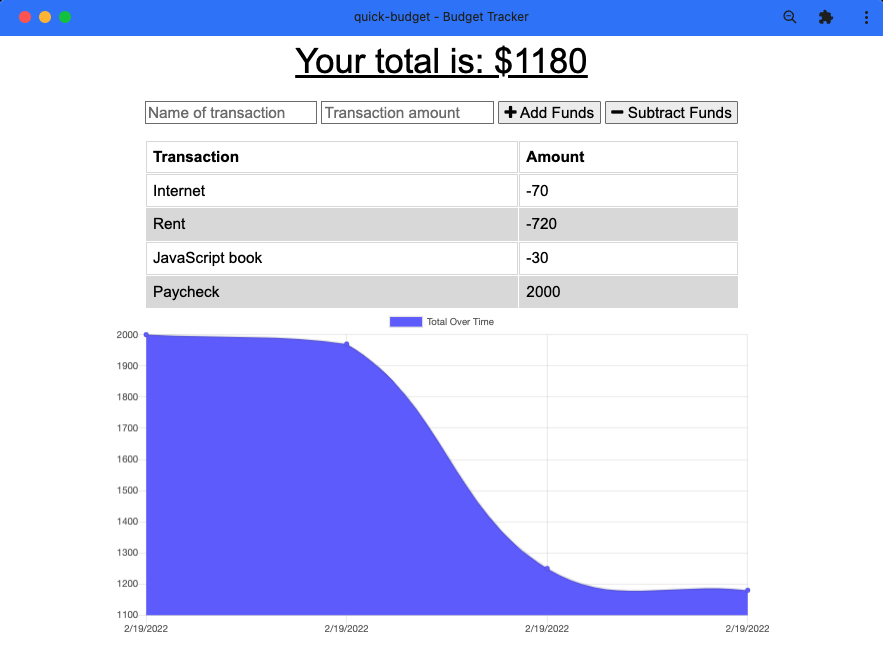 quick-budget - Budget Tracker
Your total is: $1180
Name of transaction Transaction amount + Add Funds − Subtract Funds
Transaction Amount
Internet -70
Rent -720
JavaScript book -30
Paycheck 2000
Total Over Time
2000
1900
1800
1700
1600
1500
1400
1300
1200
1100
2/19/2022 2/19/2022 2/19/2022 2/19/2022